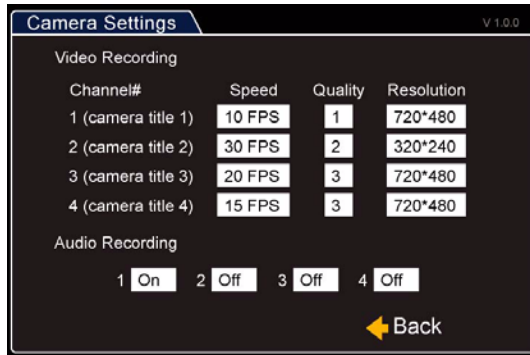 Camera Settings V 1.0.0
Video Recording
Channel# Speed Quality Resolution
1 (camera title 1) 10 FPS 1 720*480
2 (camera title 2) 30 FPS 2 320*240
3 (camera title 3) 20 FPS 3 720*480
4 (camera title 4) 15 FPS 3 720*480
Audio Recording
1 On 2 Off 3 Off 4 Off
Back